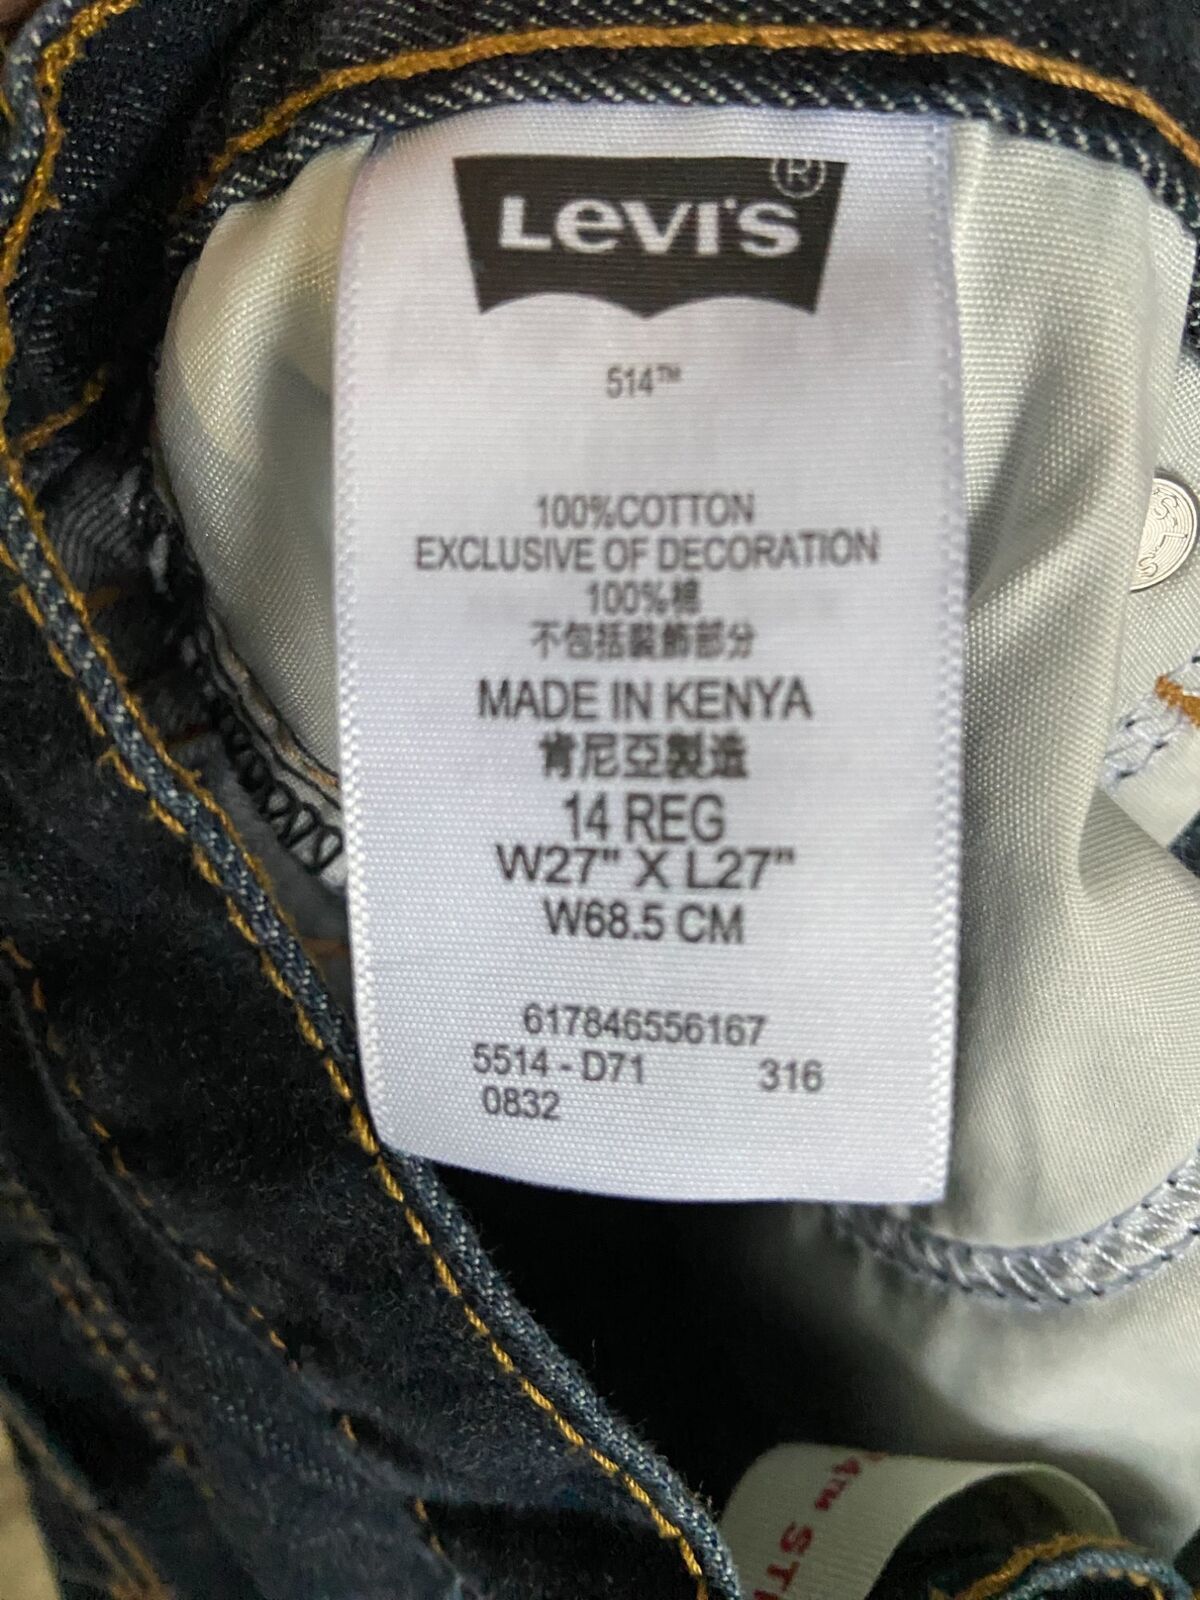 LEVI'S®
514™
100%COTTON
EXCLUSIVE OF DECORATION
100%棉
不包括裝飾部分
MADE IN KENYA
肯尼亞製造
14 REG
W27" X L27"
W68.5 CM
617846556167
5514 - D71 316
0832